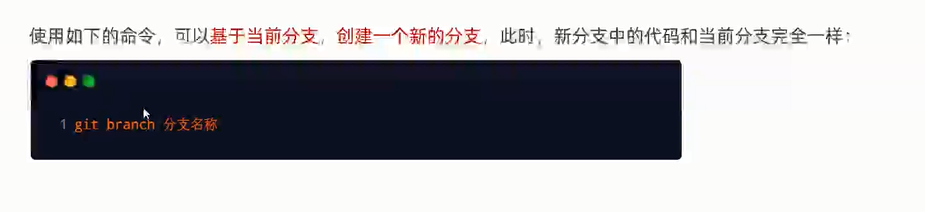 使用如下的命令，可以基于当前分支，创建一个新的分支，此时，新分支中的代码和当前分支完全一样：
1 git branch 分支名称